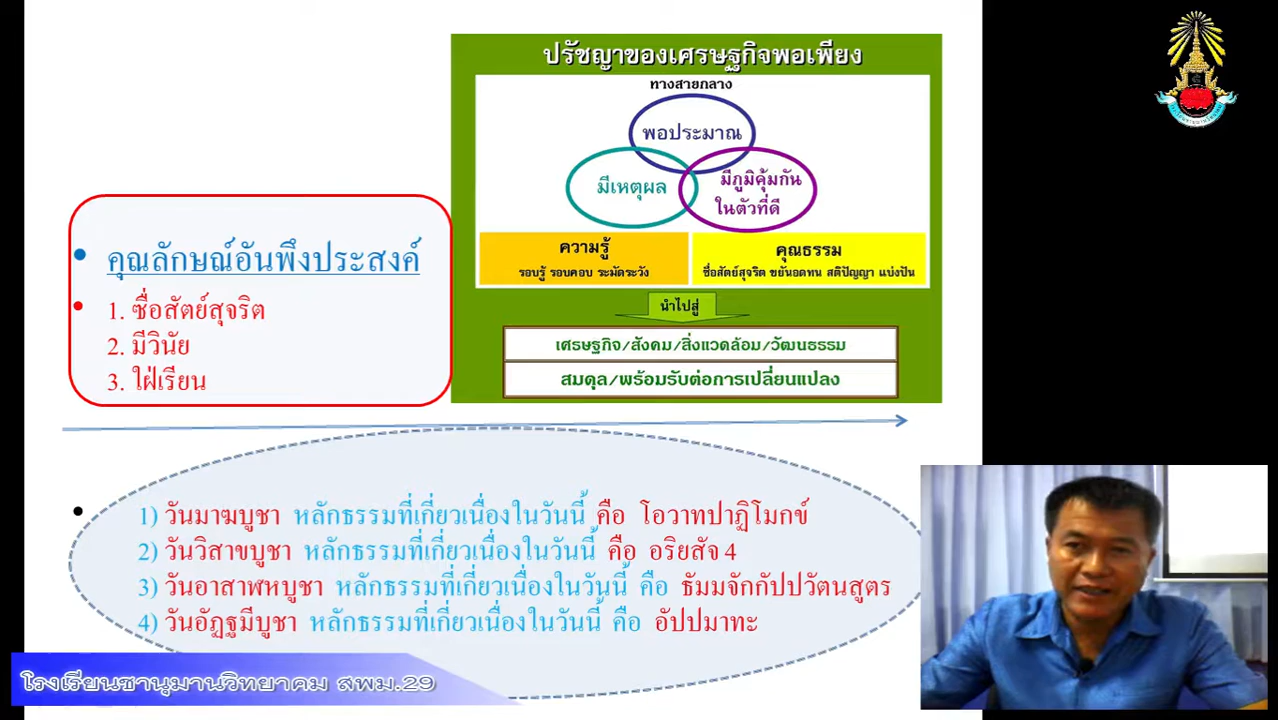 ปรัชญาของเศรษฐกิจพอเพียง
ทางสายกลาง
พอประมาณ
มีเหตุผล
มีภูมิคุ้มกัน
ในตัวที่ดี
ความรู้
รอบรู้ รอบคอบ ระมัดระวัง
คุณธรรม
ซื่อสัตย์สุจริต ขยันอดทน สติปัญญา แบ่งปัน
นำไปสู่
เศรษฐกิจ/สังคม/สิ่งแวดล้อม/วัฒนธรรม
สมดุล/พร้อมรับต่อการเปลี่ยนแปลง
• คุณลักษณ์อันพึงประสงค์
• 1. ซื่อสัตย์สุจริต
2. มีวินัย
3. ใฝ่เรียน
• 1) วันมาฆบูชา หลักธรรมที่เกี่ยวเนื่องในวันนี้ คือ โอวาทปาฏิโมกข์
2) วันวิสาขบูชา หลักธรรมที่เกี่ยวเนื่องในวันนี้ คือ อริยสัจ 4
3) วันอาสาฬหบูชา หลักธรรมที่เกี่ยวเนื่องในวันนี้ คือ ธัมมจักกัปปวัตนสูตร
4) วันอัฏฐมีบูชา หลักธรรมที่เกี่ยวเนื่องในวันนี้ คือ อัปปมาทะ
โรงเรียนชานุมานวิทยาคม สพม.29